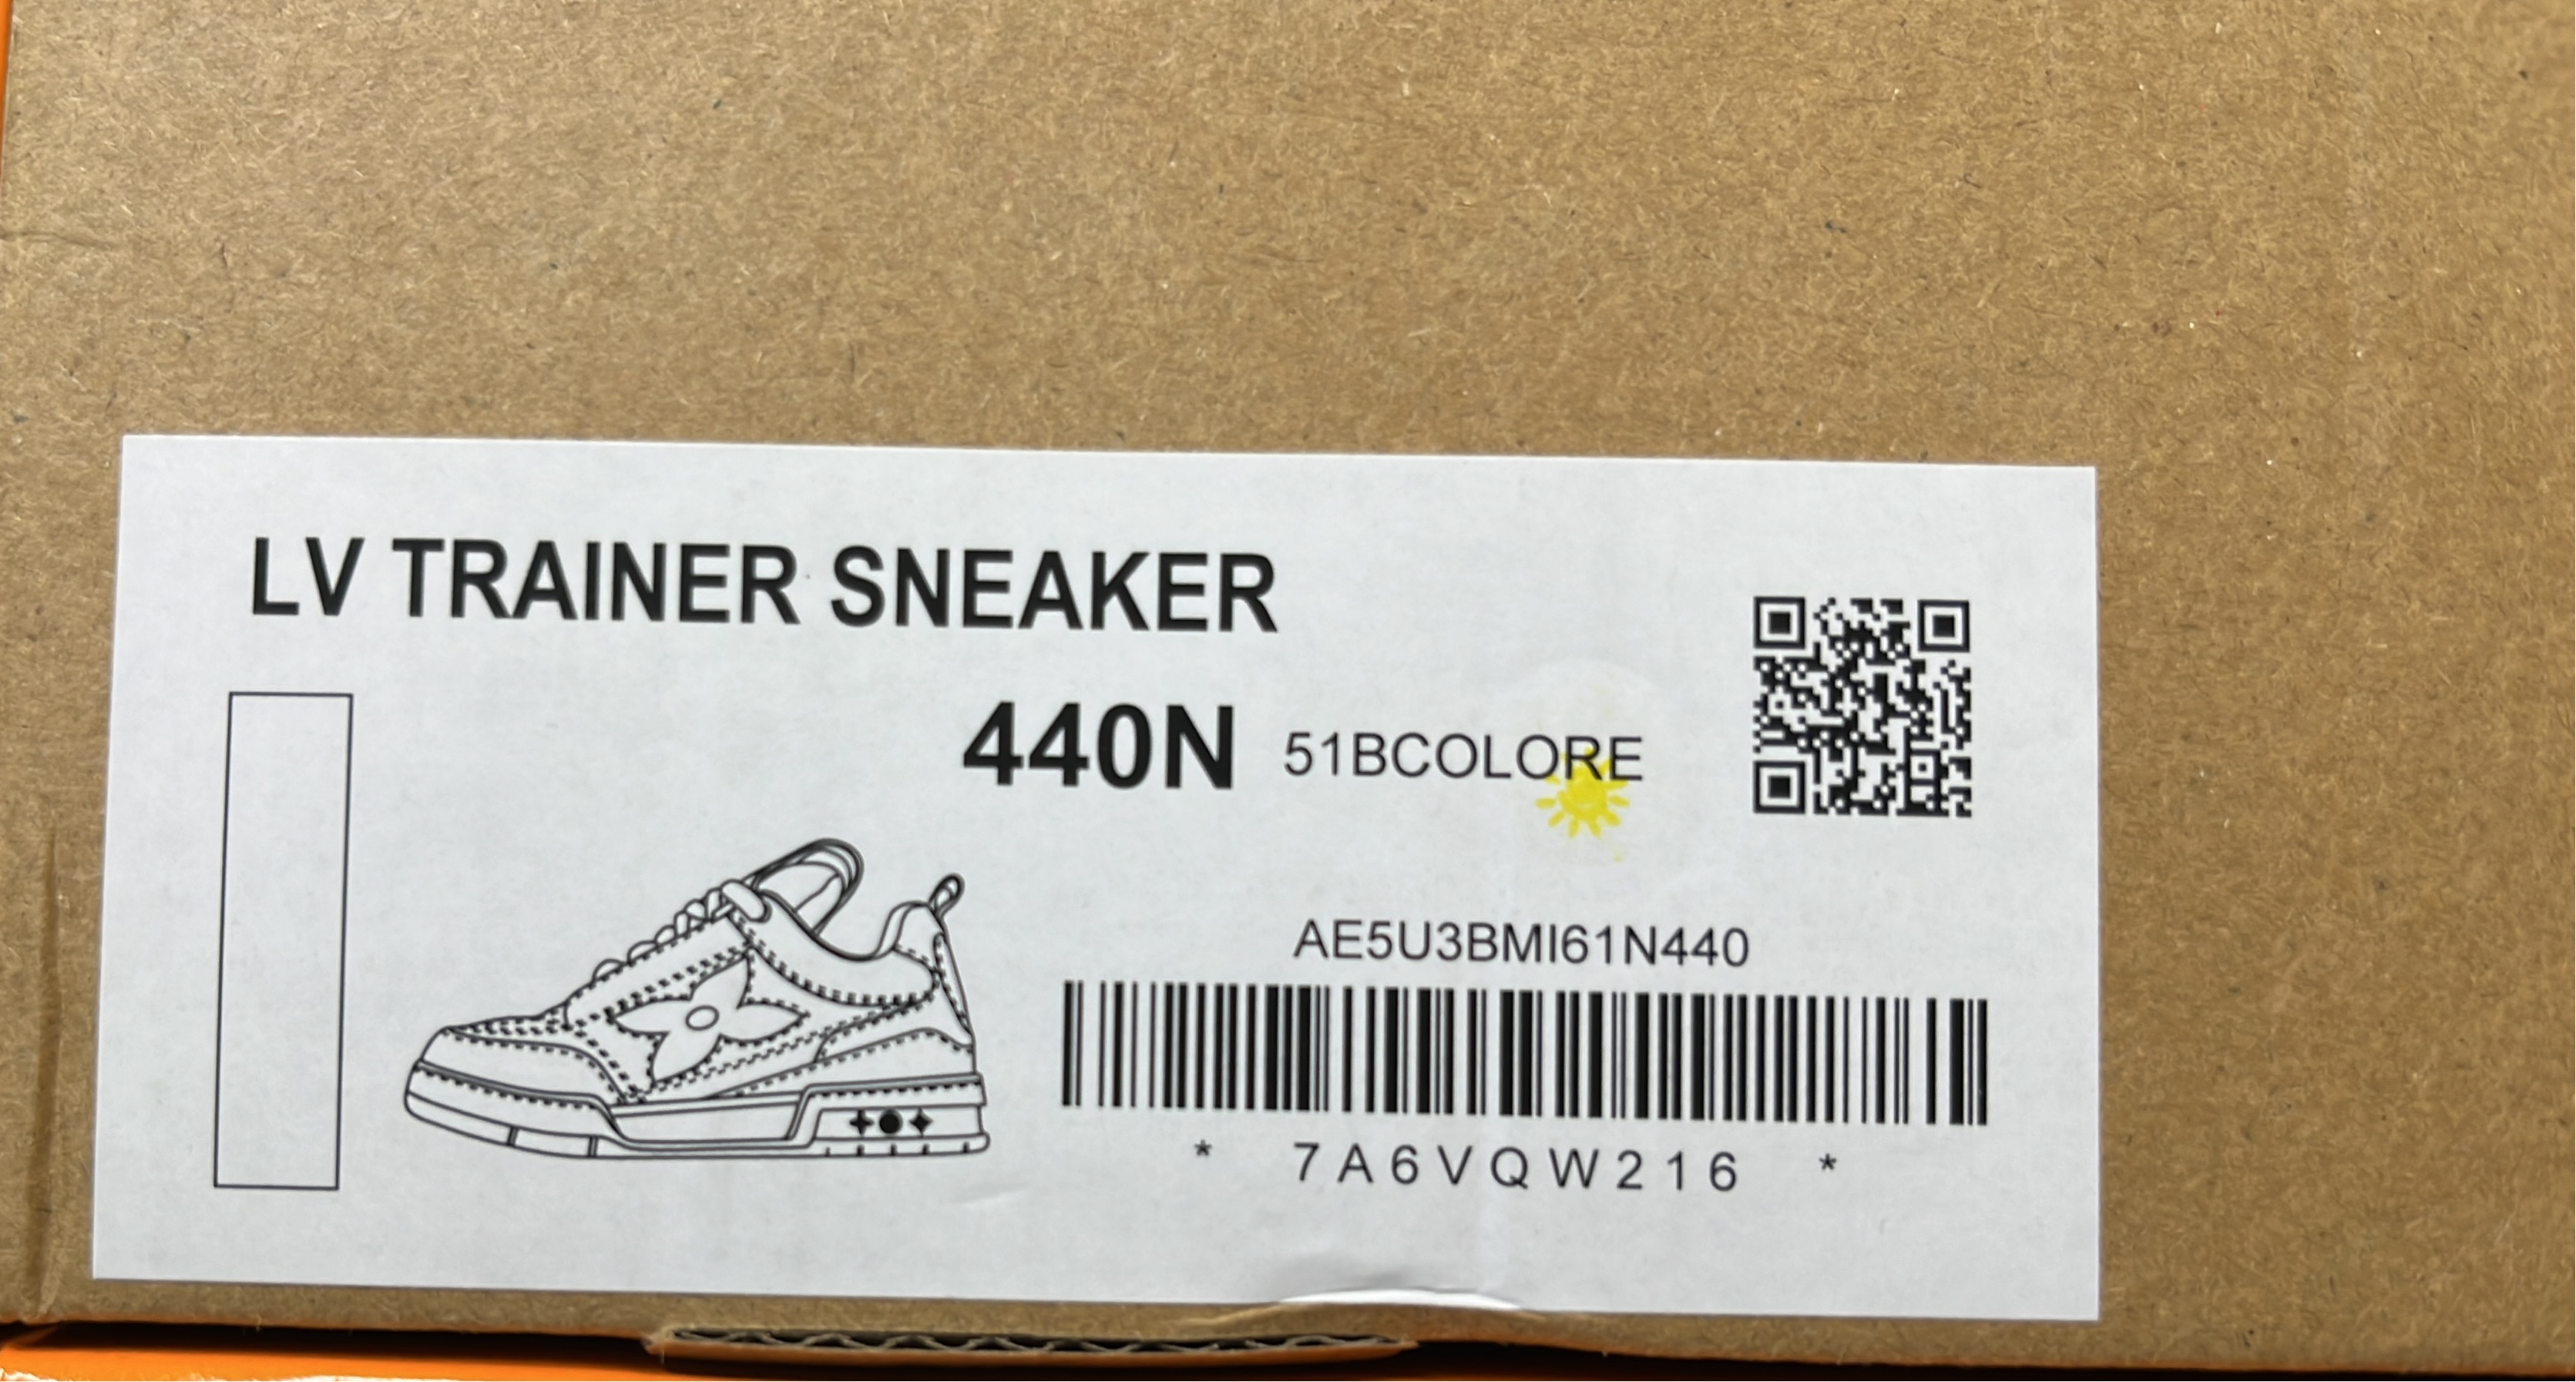 LV TRAINER SNEAKER
440N 51BCOLORE
AE5U3BMI61N440
* 7A6VQW216 *